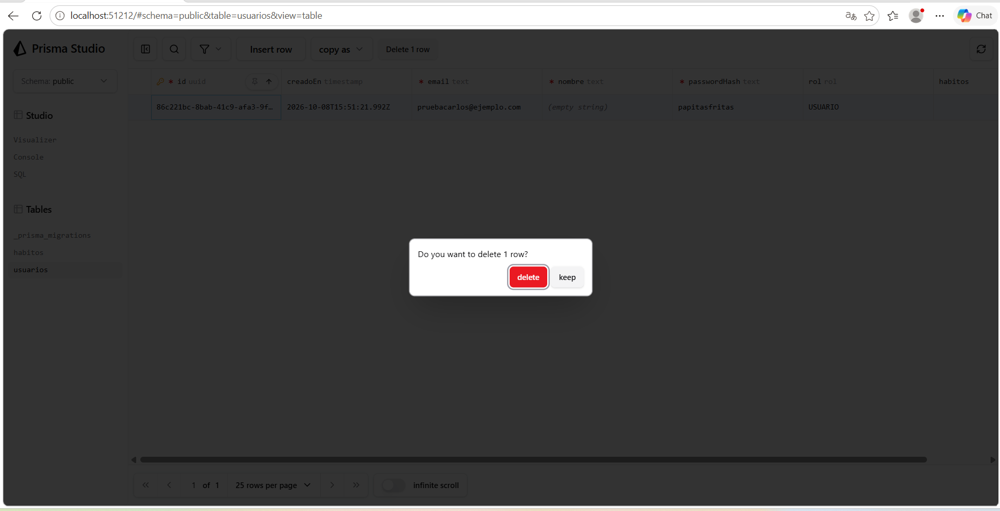 localhost:51212/#schema=public&table=usuarios&view=table
Chat
Prisma Studio
Insert row
copy as
Delete 1 row
Schema: public
* id uuid
creadoEn timestamp
* email text
* nombre text
* passwordHash text
rol rol
habitos
86c221bc-8bab-41c9-afa3-9f…
2026-10-08T15:51:21.992Z
pruebacarlos@ejemplo.com
(empty string)
papitasfritas
USUARIO
Studio
Visualizer
Console
SQL
Tables
_prisma_migrations
habitos
usuarios
Do you want to delete 1 row?
delete
keep
1 of 1
25 rows per page
infinite scroll